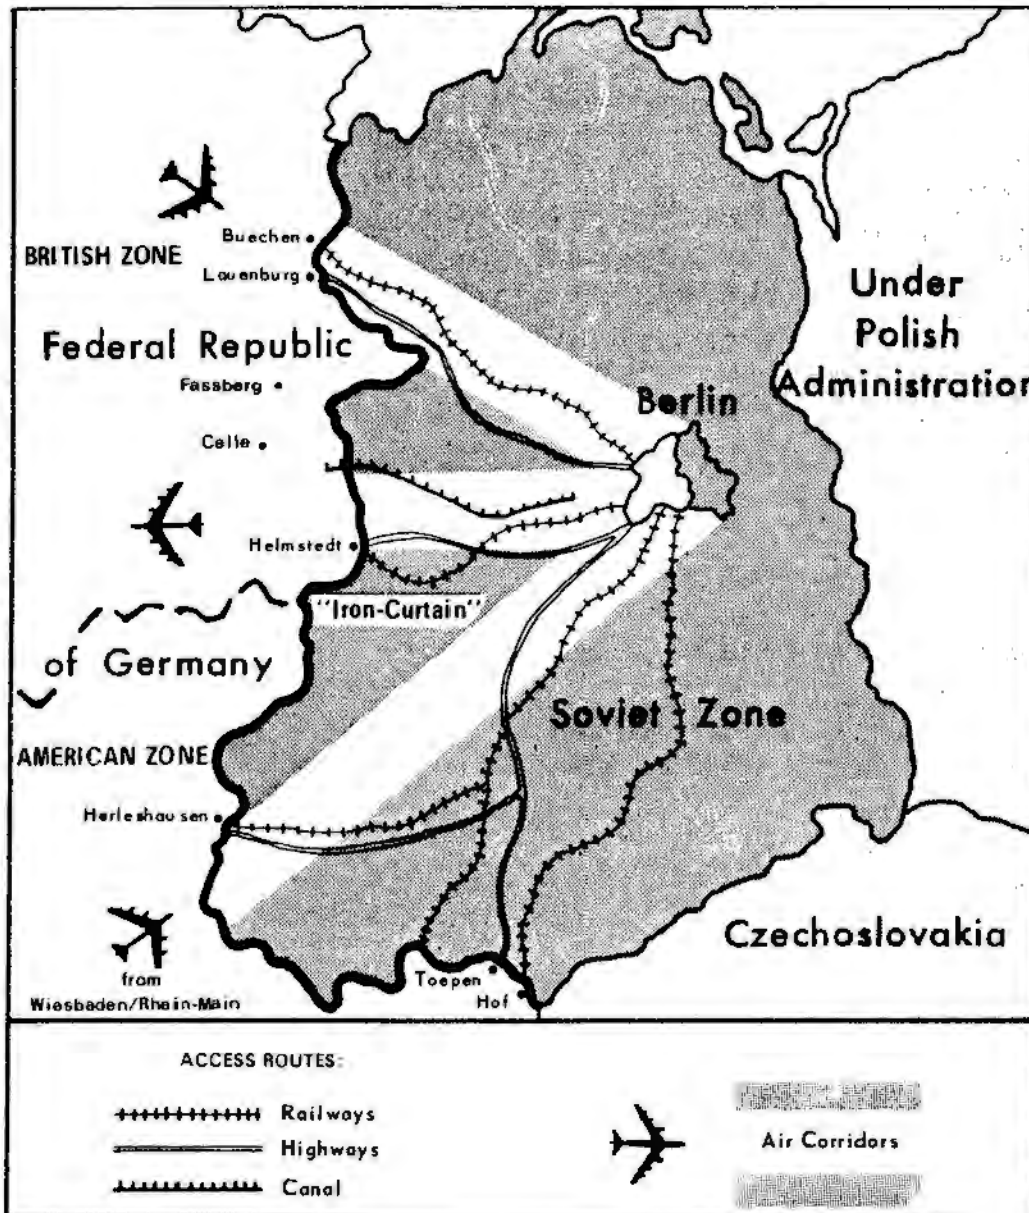 Buechen
BRITISH ZONE
Lauenburg
Federal Republic
Fassberg
Celle
Helmstedt
"Iron-Curtain"
of Germany
AMERICAN ZONE
Herleshausen
from
Wiesbaden/Rhein-Main
Toepen
Hof
Berlin
Soviet Zone
Under
Polish
Administration
Czechoslovakia
ACCESS ROUTES:
Railways
Highways
Canal
Air Corridors